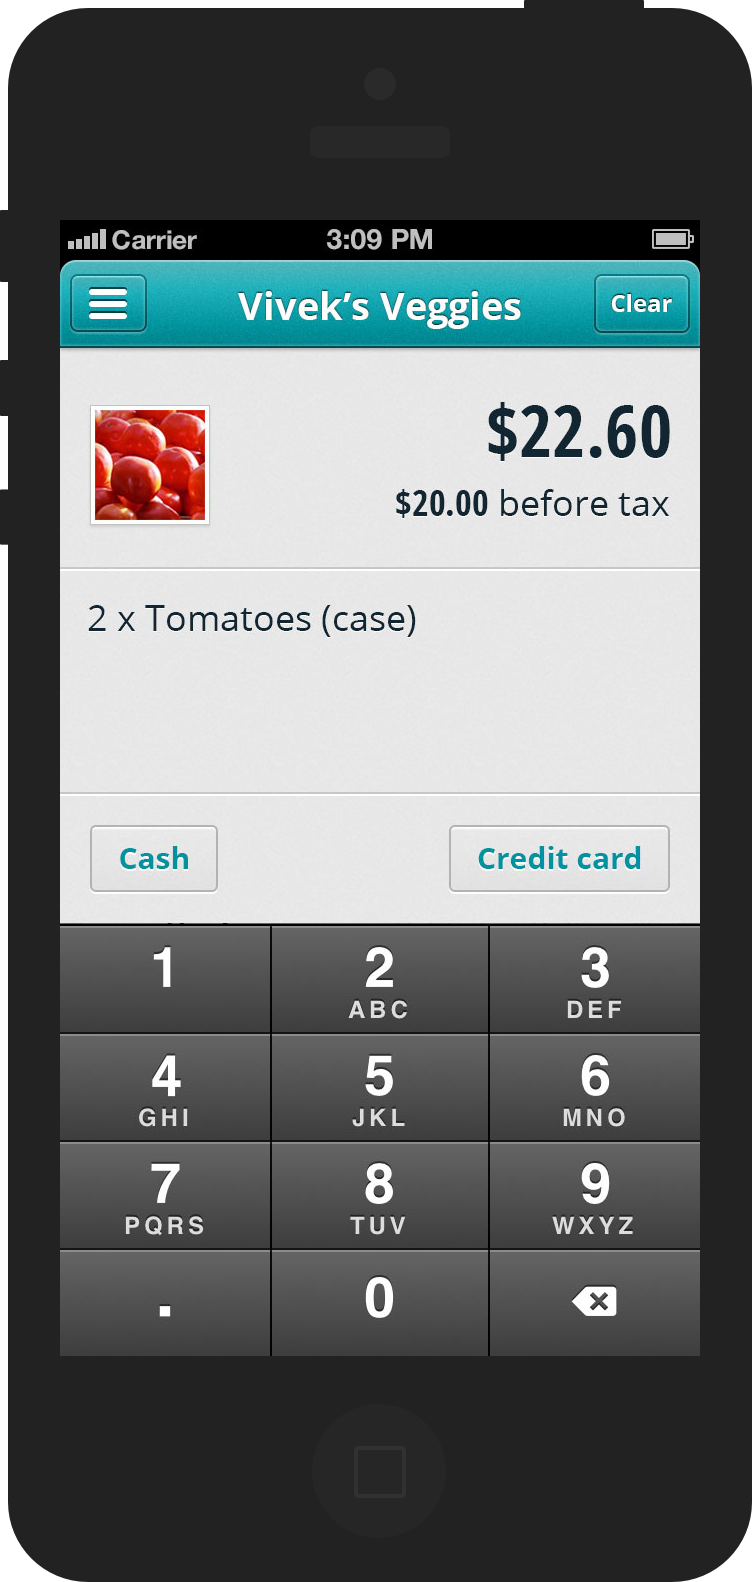 Carrier 3:09 PM
Vivek’s Veggies Clear
$22.60
$20.00 before tax
2 x Tomatoes (case)
Cash Credit card
1 2 3
ABC DEF
4 5 6
GHI JKL MNO
7 8 9
PQRS TUV WXYZ
. 0